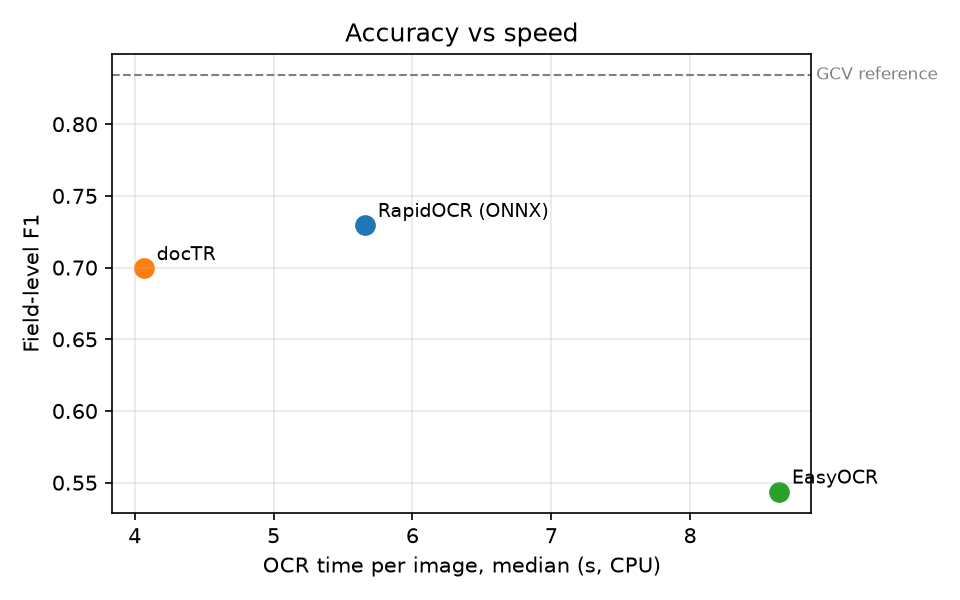 Accuracy vs speed
GCV reference
0.80
0.75
RapidOCR (ONNX)
docTR
0.70
0.65
0.60
0.55
EasyOCR
Field-level F1
4 5 6 7 8
OCR time per image, median (s, CPU)